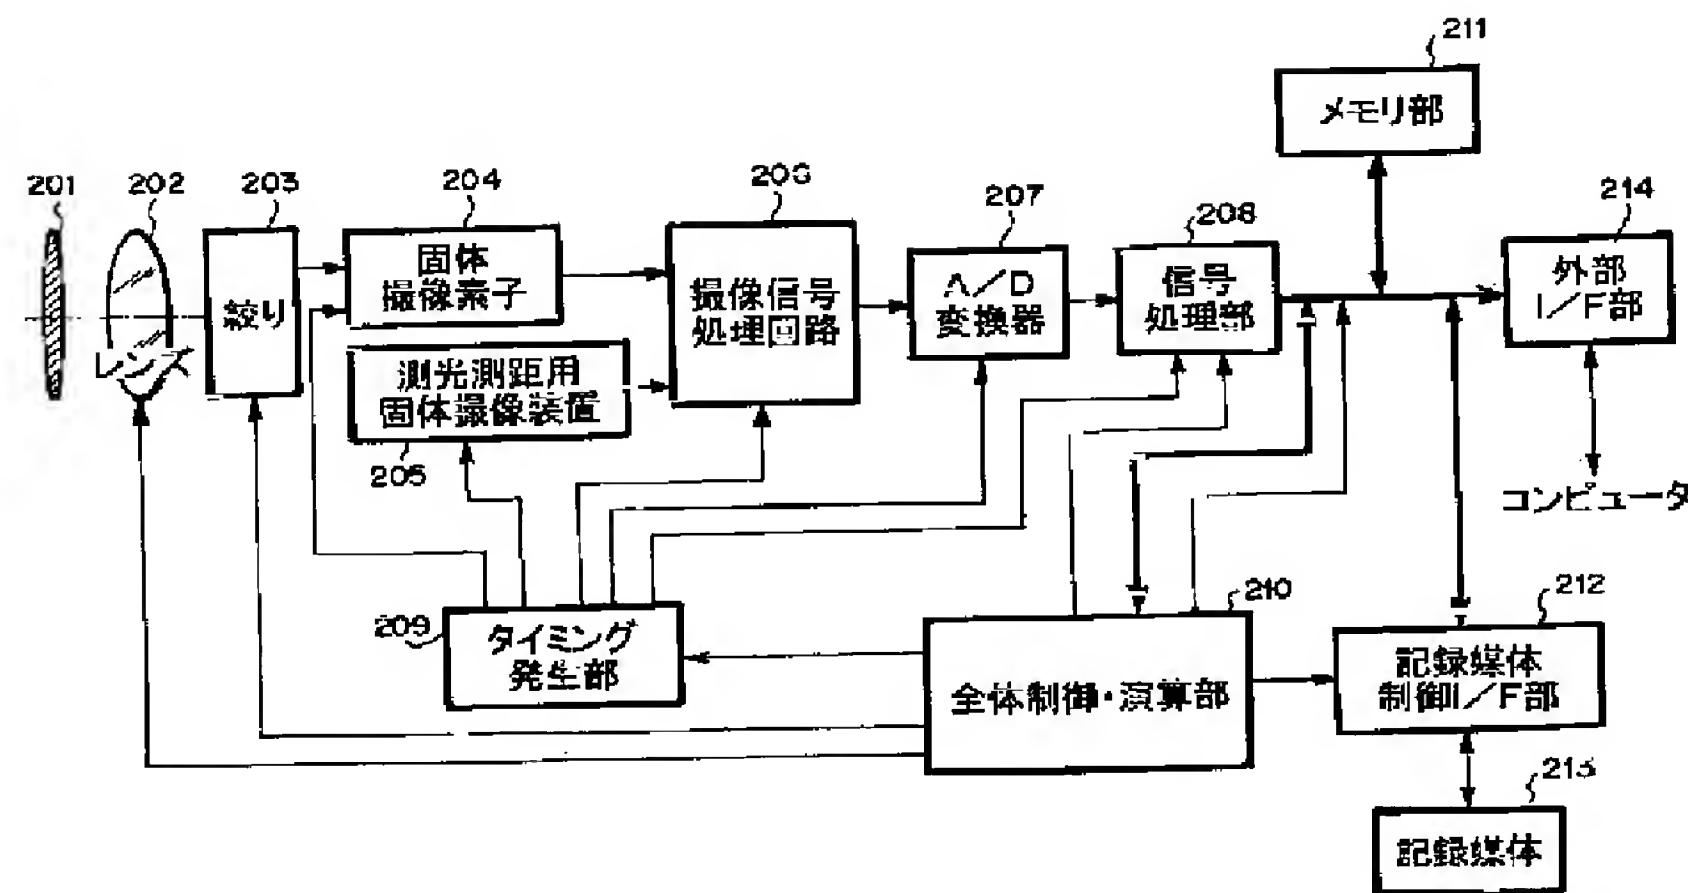 211
メモリ部
201
202
203
204
206
207
208
214
レンズ
絞り
固体
撮像素子
測光測距用
固体撮像装置
205
撮像信号
処理回路
A/D
変換器
信号
処理部
外部
I/F部
コンピュータ
209
タイミング
発生部
210
全体制御・演算部
212
記録媒体
制御I/F部
213
記録媒体